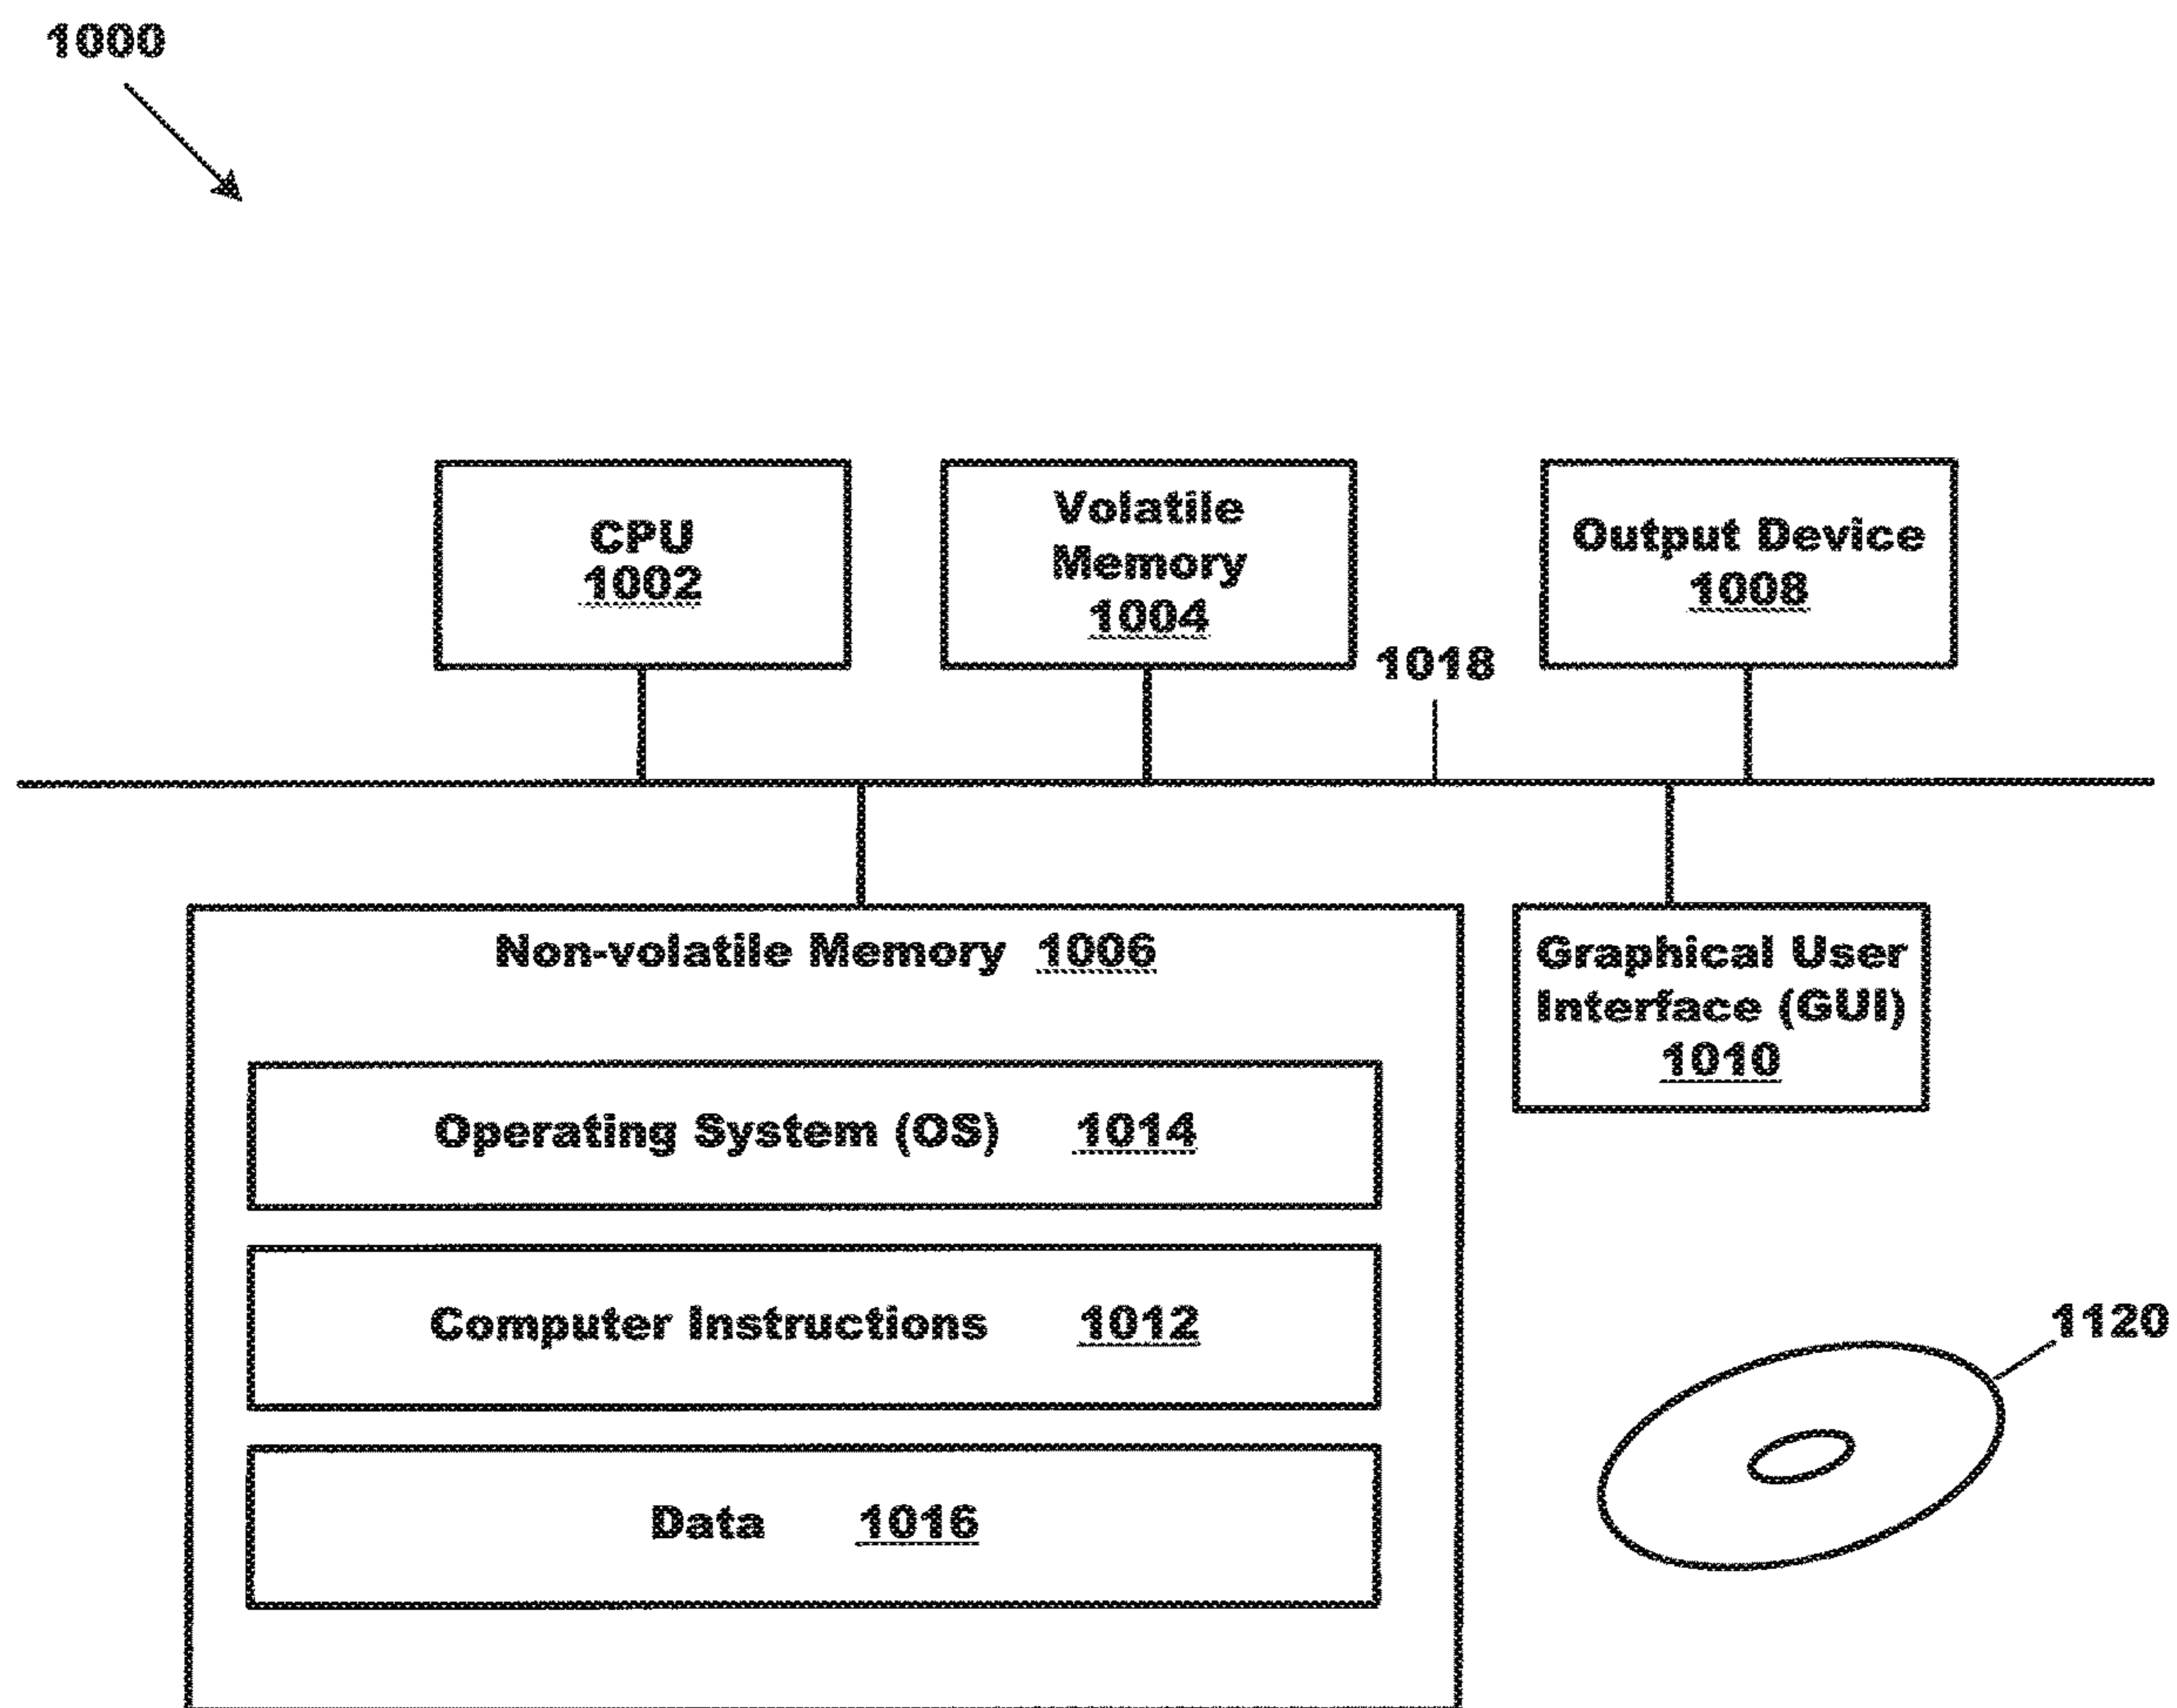 1000
CPU
1002
Volatile
Memory
1004
Output Device
1008
1018
Non-volatile Memory 1006
Graphical User
Interface (GUI)
1010
Operating System (OS) 1014
Computer Instructions 1012
Data 1016
1120